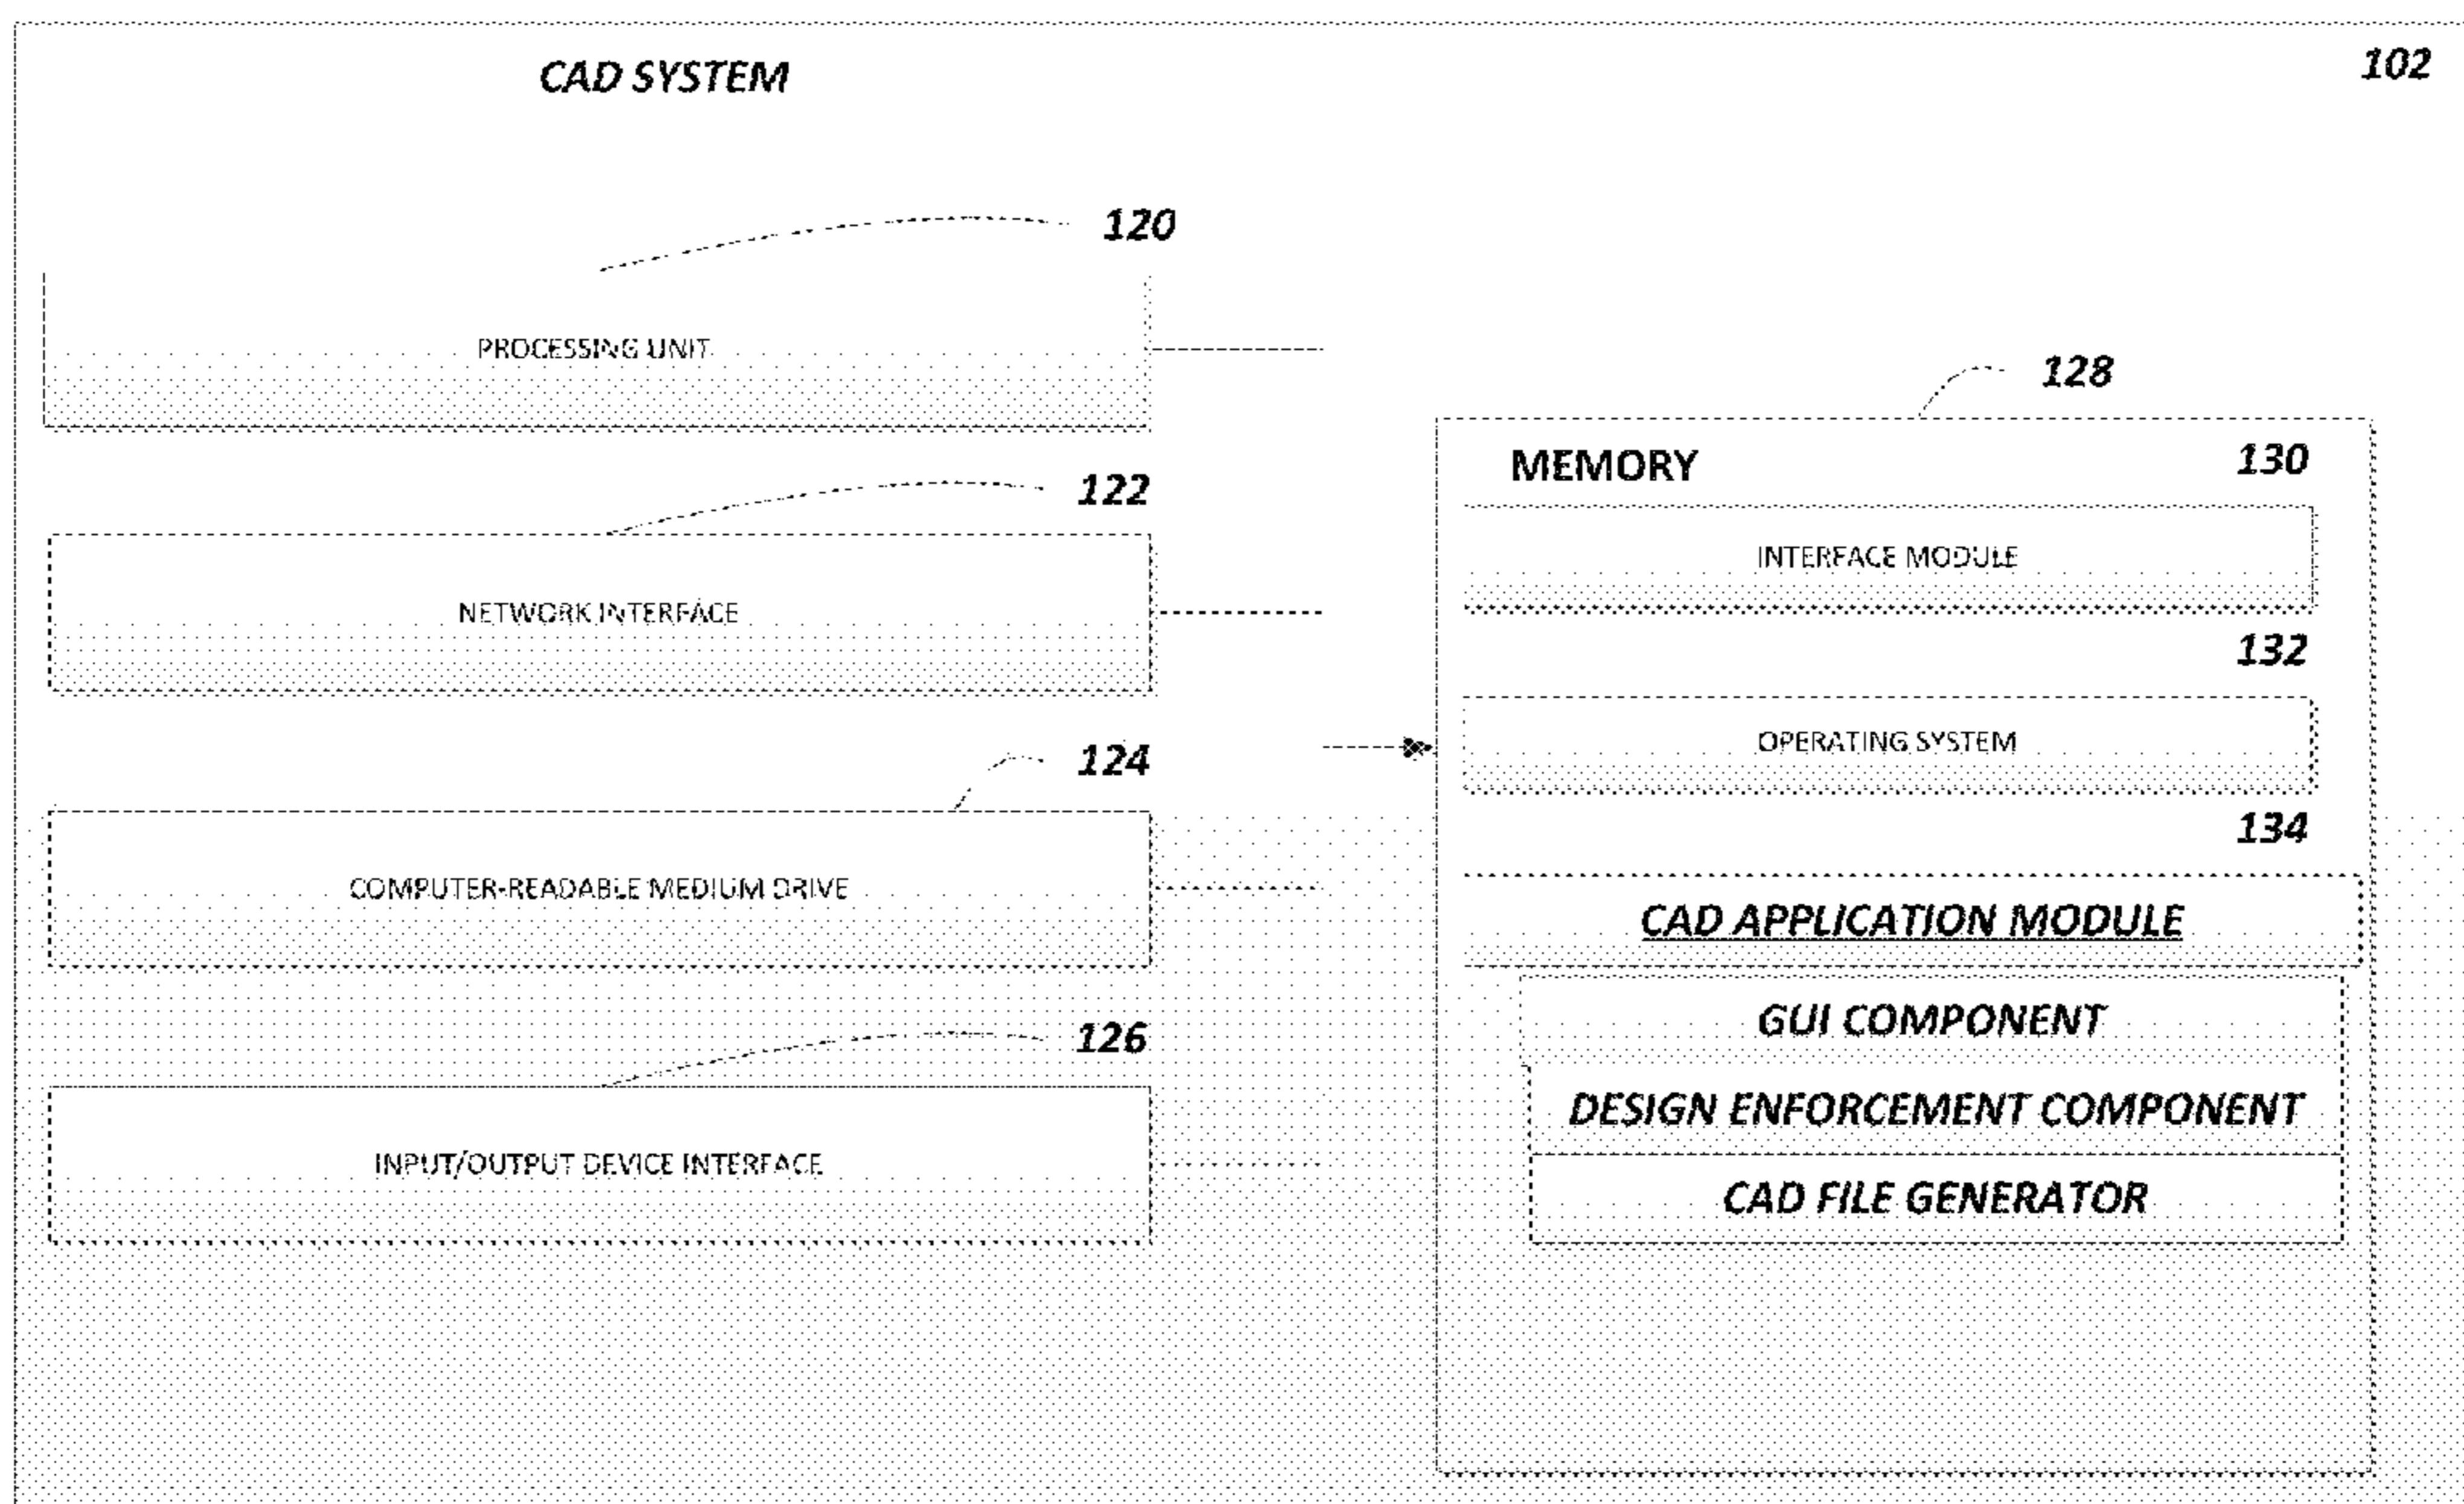 CAD SYSTEM
102
120
PROCESSING UNIT
122
NETWORK INTERFACE
124
COMPUTER-READABLE MEDIUM DRIVE
126
INPUT/OUTPUT DEVICE INTERFACE
128
MEMORY
130
INTERFACE MODULE
132
OPERATING SYSTEM
134
CAD APPLICATION MODULE
GUI COMPONENT
DESIGN ENFORCEMENT COMPONENT
CAD FILE GENERATOR